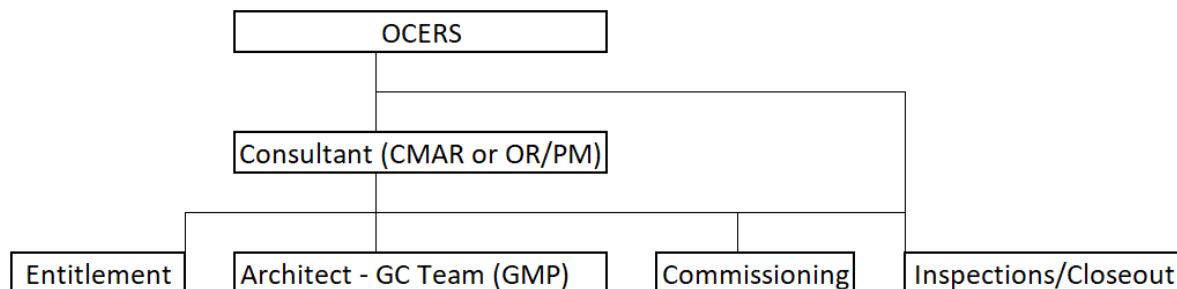 OCERS
Consultant (CMAR or OR/PM)
Entitlement
Architect - GC Team (GMP)
Commissioning
Inspections/Closeout